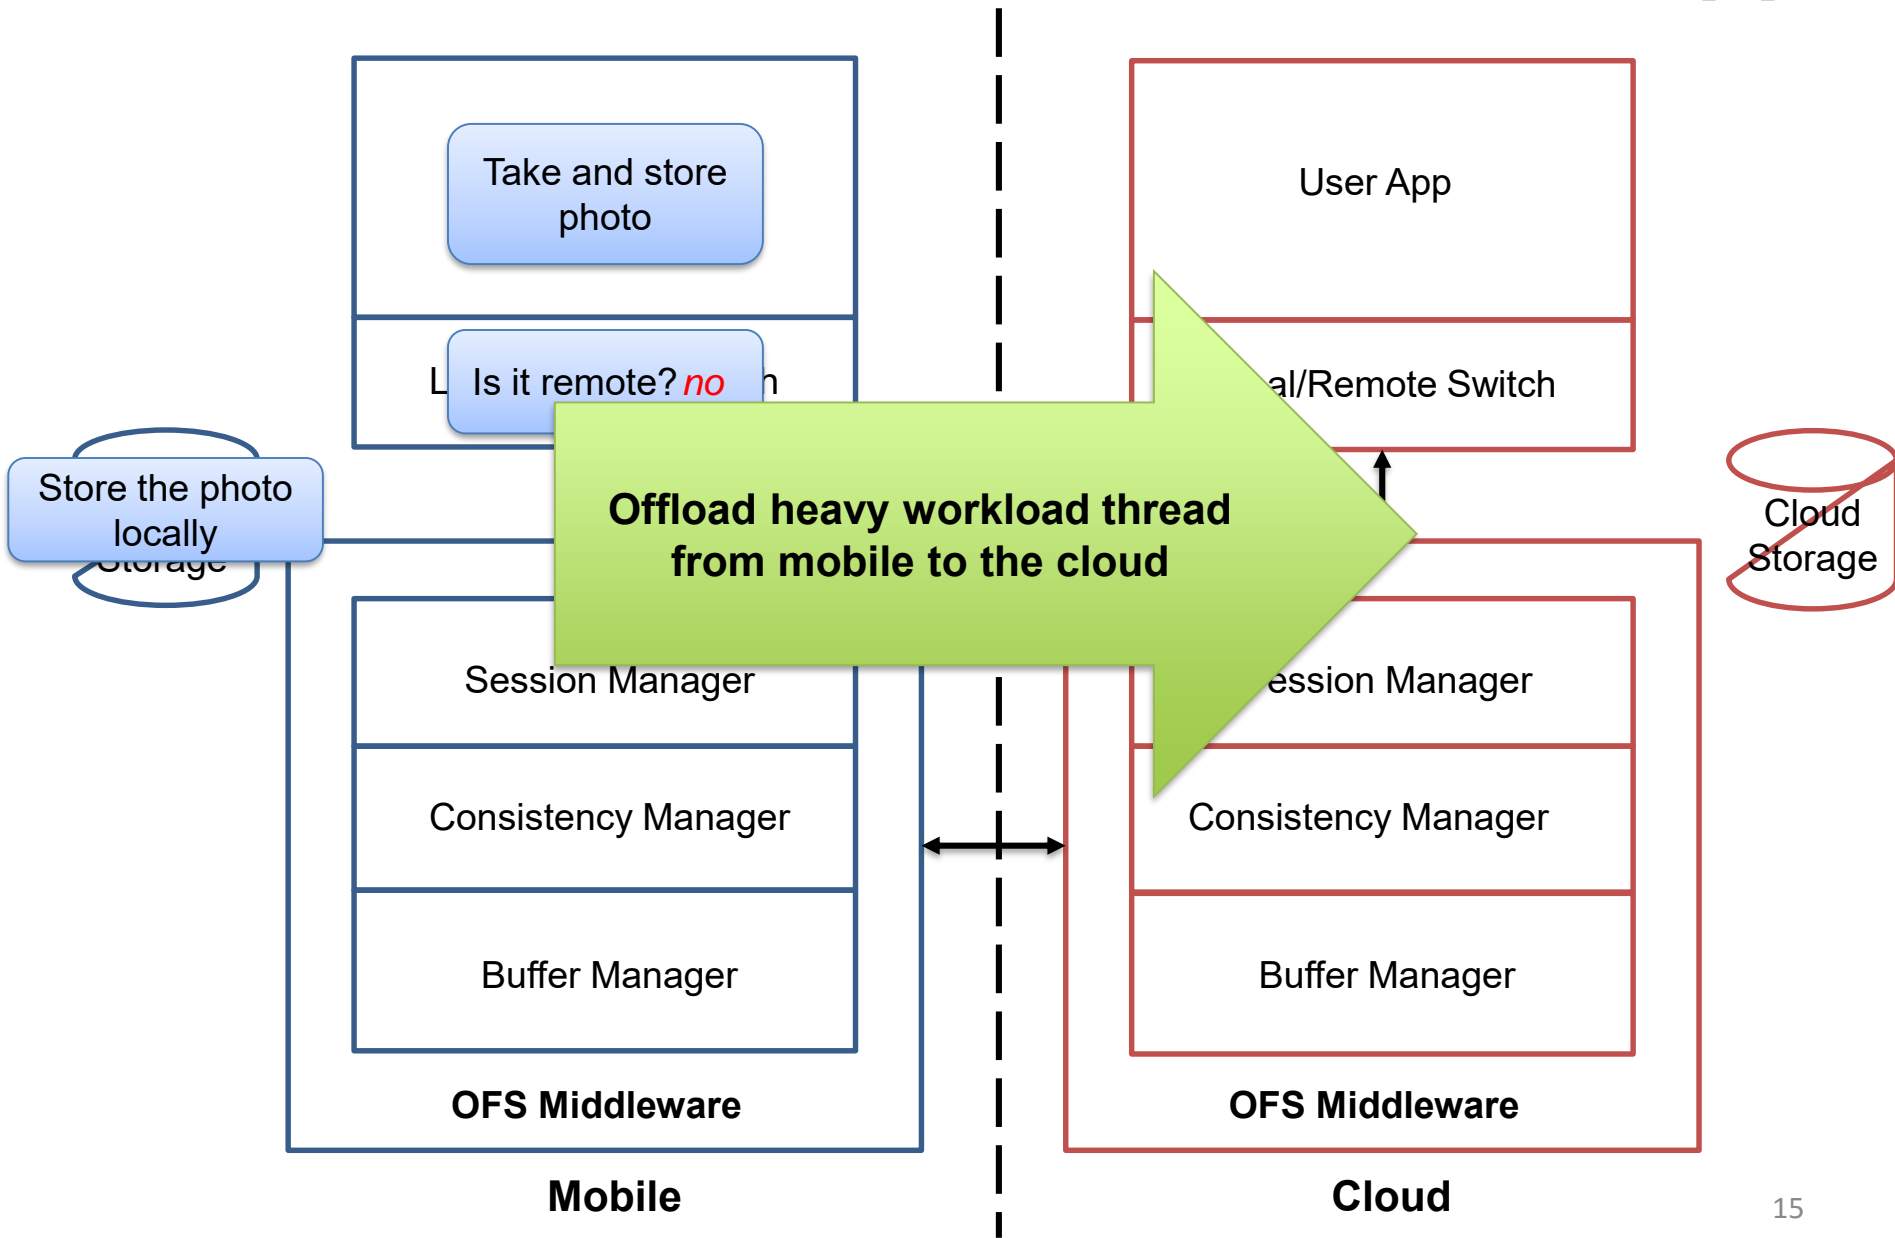 Take and store
photo
User App
Is it remote? no
al/Remote Switch
Store the photo
locally
Storage
Offload heavy workload thread
from mobile to the cloud
Cloud
Storage
Session Manager
ession Manager
Consistency Manager
Consistency Manager
Buffer Manager
Buffer Manager
OFS Middleware
OFS Middleware
Mobile
Cloud
15